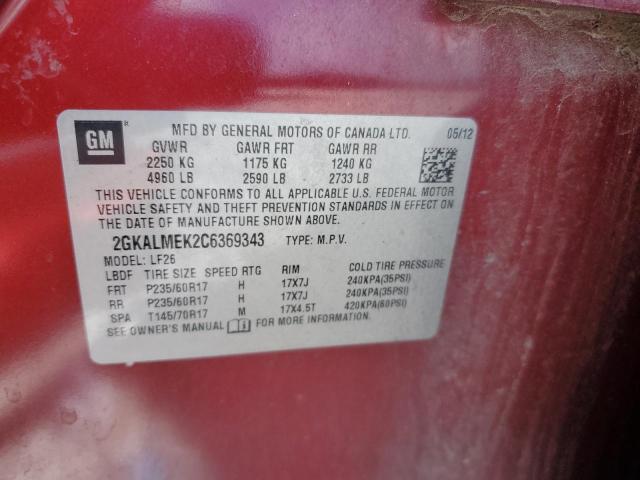 GM ®
MFD BY GENERAL MOTORS OF CANADA LTD. 05/12
GVWR GAWR FRT GAWR RR
2250 KG 1175 KG 1240 KG
4960 LB 2590 LB 2733 LB
THIS VEHICLE CONFORMS TO ALL APPLICABLE U.S. FEDERAL MOTOR
VEHICLE SAFETY AND THEFT PREVENTION STANDARDS IN EFFECT ON
THE DATE OF MANUFACTURE SHOWN ABOVE.
2GKALMEK2C6369343 TYPE: M.P.V.
MODEL: LF26
LBDF TIRE SIZE SPEED RTG RIM COLD TIRE PRESSURE
FRT P235/60R17 H 17X7J 240KPA(35PSI)
RR P235/60R17 H 17X7J 240KPA(35PSI)
SPA T145/70R17 M 17X4.5T 420KPA(60PSI)
SEE OWNER'S MANUAL FOR MORE INFORMATION.